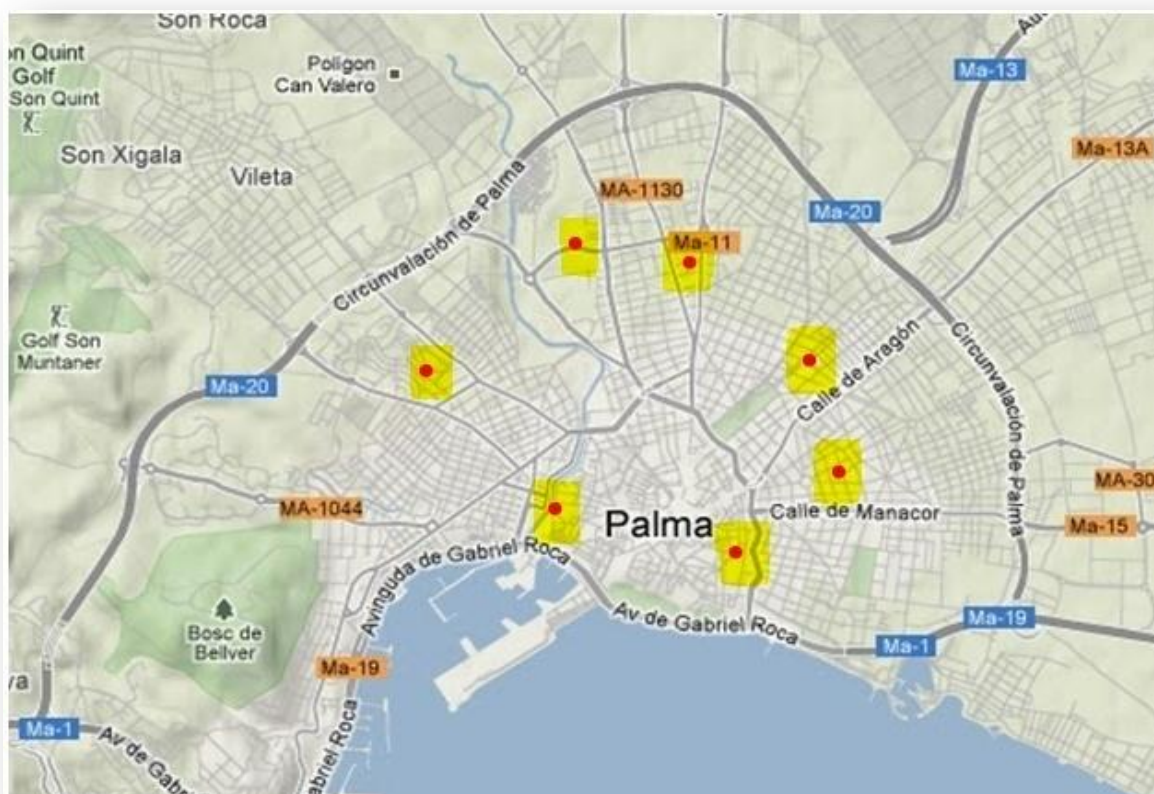 Son Roca
on Quint
Golf
Son Quint
Poligon
Can Valero
Ma-13
Son Xigala
Ma-13A
Vileta
Circunvalación de Palma
MA-1130
Ma-20
Ma-11
Golf Son
Muntaner
Calle de Aragón
Circunvalación de Palma
Ma-20
MA-1044
MA-30
Palma
Calle de Manacor
Ma-15
Avinguda de Gabriel Roca
Bosc de
Bellver
Av de Gabriel Roca
Ma-19
Ma-1
Ma-19
Ma-1
Av de Gabriel
abriel Roca